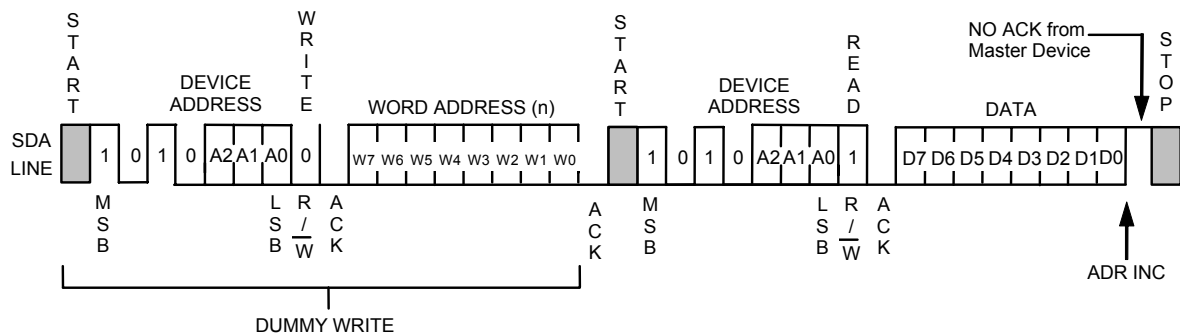 START
WRITE
START
READ
NO ACK from
Master Device
STOP
DEVICE
ADDRESS
WORD ADDRESS (n)
DEVICE
ADDRESS
DATA
SDA
LINE
1 0 1 0 A2 A1 A0 0 W7 W6 W5 W4 W3 W2 W1 W0 1 0 1 0 A2 A1 A0 1 D7 D6 D5 D4 D3 D2 D1 D0
MSB
LSB
R/W
ACK
ACK
MSB
LSB
R/W
ACK
ADR INC
DUMMY WRITE